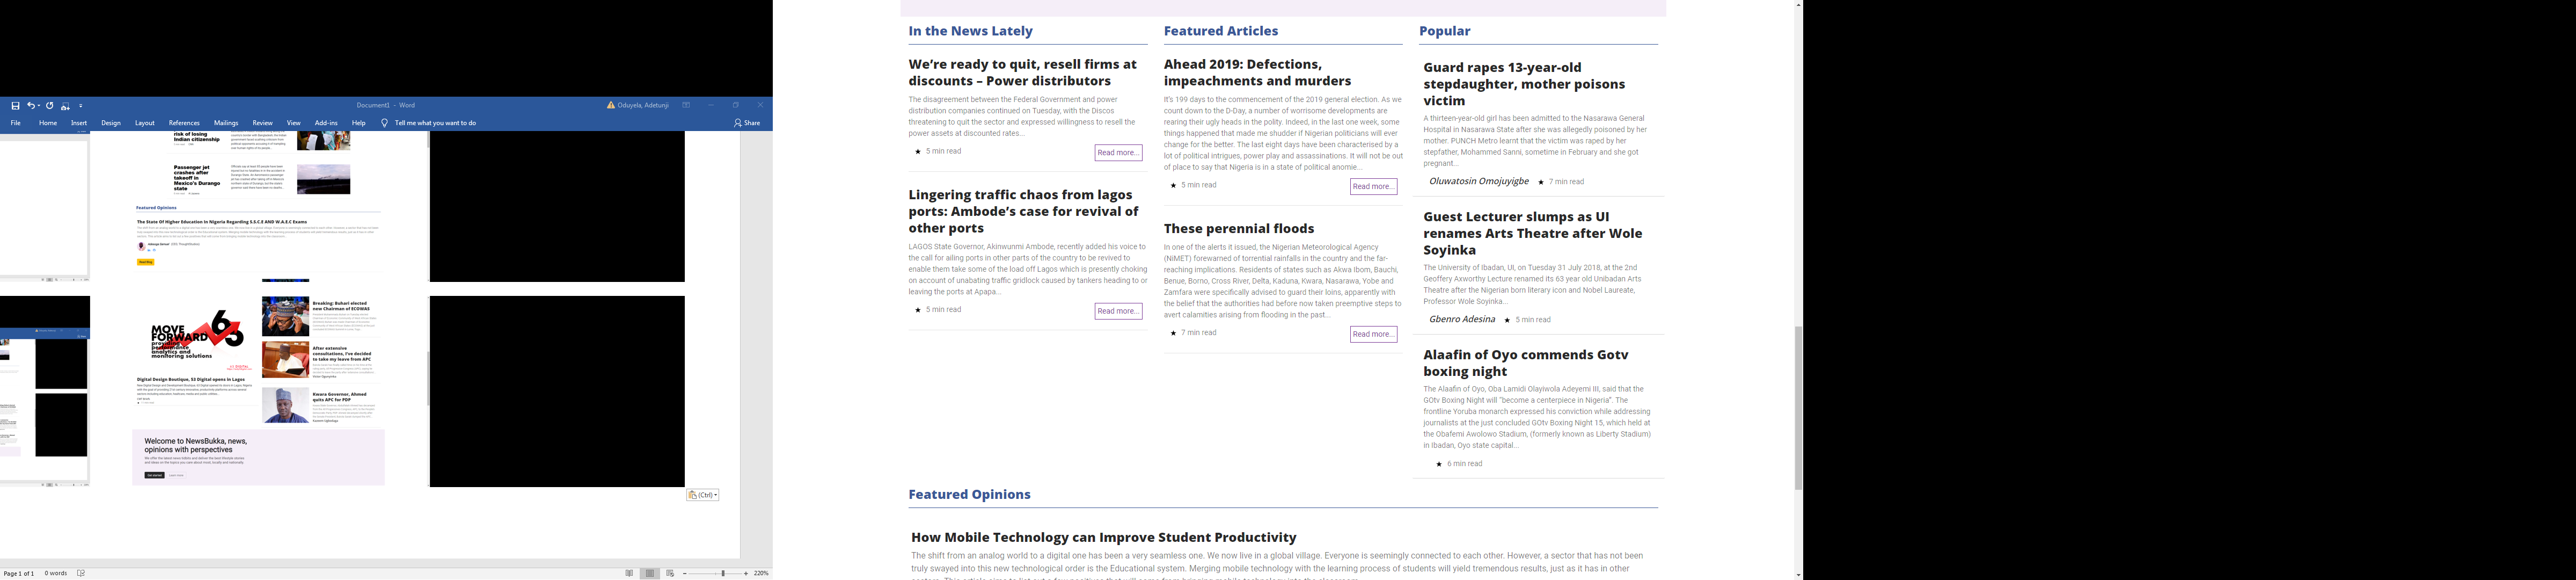 Document1 - Word
Oduyela, Adetunji
File Home Insert Design Layout References Mailings Review View Add-ins Help Tell me what you want to do
Share
risk of losing
Indian citizenship
Passenger jet
crashes after
takeoff in
Mexico's Durango
state
Featured Opinions
The State Of Higher Education In Nigeria Regarding S.S.C.E AND W.A.E.C Exams
MOVE
FORWARD
providing
performance
analytics and
monitoring solutions
Digital Design Boutique, S3 Digital opens in Lagos
Breaking: Buhari elected
new Chairman of ECOWAS
After extensive
consultations, I've decided
to take my leave from APC
Kwara Governor, Ahmed
quits APC for PDP
Welcome to NewsBukka, news,
opinions with perspectives
(Ctrl)
Page 1 of 1 0 words
220%
In the News Lately
We're ready to quit, resell firms at
discounts – Power distributors
The disagreement between the Federal Government and power
distribution companies continued on Tuesday, with the Discos
threatening to quit the sector and expressed willingness to resell the
power assets at discounted rates...
★ 5 min read
Read more...
Lingering traffic chaos from lagos
ports: Ambode's case for revival of
other ports
LAGOS State Governor, Akinwunmi Ambode, recently added his voice to
the call for ailing ports in other parts of the country to be revived to
enable them take some of the load off Lagos which is presently choking
on account of unabating traffic gridlock caused by tankers heading to or
leaving the ports at Apapa...
★ 5 min read
Read more...
Featured Articles
Ahead 2019: Defections,
impeachments and murders
It's 199 days to the commencement of the 2019 general election. As we
count down to the D-Day, a number of worrisome developments are
rearing their ugly heads in the polity. Indeed, in the last one week, some
things happened that made me shudder if Nigerian politicians will ever
change for the better. The last eight days have been characterised by a
lot of political intrigues, power play and assassinations. It will not be out
of place to say that Nigeria is in a state of political anomie...
★ 5 min read
Read more...
These perennial floods
In one of the alerts it issued, the Nigerian Meteorological Agency
(NiMET) forewarned of torrential rainfalls in the country and the far-
reaching implications. Residents of states such as Akwa Ibom, Bauchi,
Benue, Borno, Cross River, Delta, Kaduna, Kwara, Nasarawa, Yobe and
Zamfara were specifically advised to guard their loins, apparently with
the belief that the authorities had before now taken preemptive steps to
avert calamities arising from flooding in the past...
★ 7 min read
Read more...
Popular
Guard rapes 13-year-old
stepdaughter, mother poisons
victim
A thirteen-year-old girl has been admitted to the Nasarawa General
Hospital in Nasarawa State after she was allegedly poisoned by her
mother. PUNCH Metro learnt that the victim was raped by her
stepfather, Mohammed Sanni, sometime in February and she got
pregnant...
Oluwatosin Omojuyigbe ★ 7 min read
Guest Lecturer slumps as UI
renames Arts Theatre after Wole
Soyinka
The University of Ibadan, UI, on Tuesday 31 July 2018, at the 2nd
Geoffery Axworthy Lecture renamed its 63 year old Unibadan Arts
Theatre after the Nigerian born literary icon and Nobel Laureate,
Professor Wole Soyinka...
Gbenro Adesina ★ 5 min read
Alaafin of Oyo commends Gotv
boxing night
The Alaafin of Oyo, Oba Lamidi Olayiwola Adeyemi III, said that the
GOtv Boxing Night will “become a centerpiece in Nigeria”. The
frontline Yoruba monarch expressed his conviction while addressing
journalists at the just concluded GOtv Boxing Night 15, which held at
the Obafemi Awolowo Stadium, (formerly known as Liberty Stadium)
in Ibadan, Oyo state capital...
★ 6 min read
Featured Opinions
How Mobile Technology can Improve Student Productivity
The shift from an analog world to a digital one has been a very seamless one. We now live in a global village. Everyone is seemingly connected to each other. However, a sector that has not been
truly swayed into this new technological order is the Educational system. Merging mobile technology with the learning process of students will yield tremendous results, just as it has in other